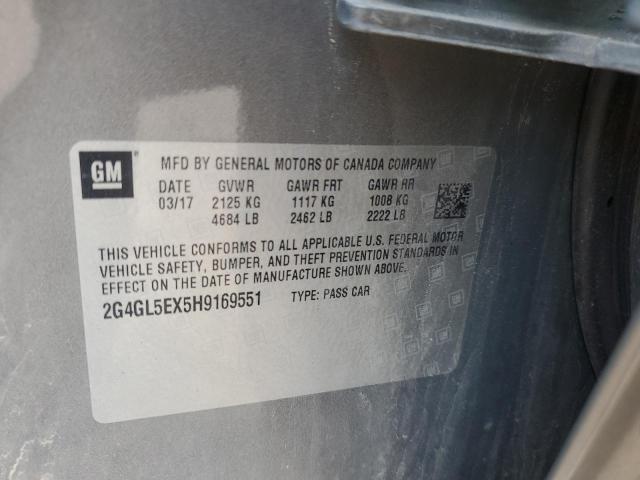 GM
MFD BY GENERAL MOTORS OF CANADA COMPANY
DATE GVWR GAWR FRT GAWR RR
03/17 2125 KG 1117 KG 1008 KG
4684 LB 2462 LB 2222 LB
THIS VEHICLE CONFORMS TO ALL APPLICABLE U.S. FEDERAL MOTOR
VEHICLE SAFETY, BUMPER, AND THEFT PREVENTION STANDARDS IN
EFFECT ON THE DATE OF MANUFACTURE SHOWN ABOVE.
2G4GL5EX5H9169551 TYPE: PASS CAR